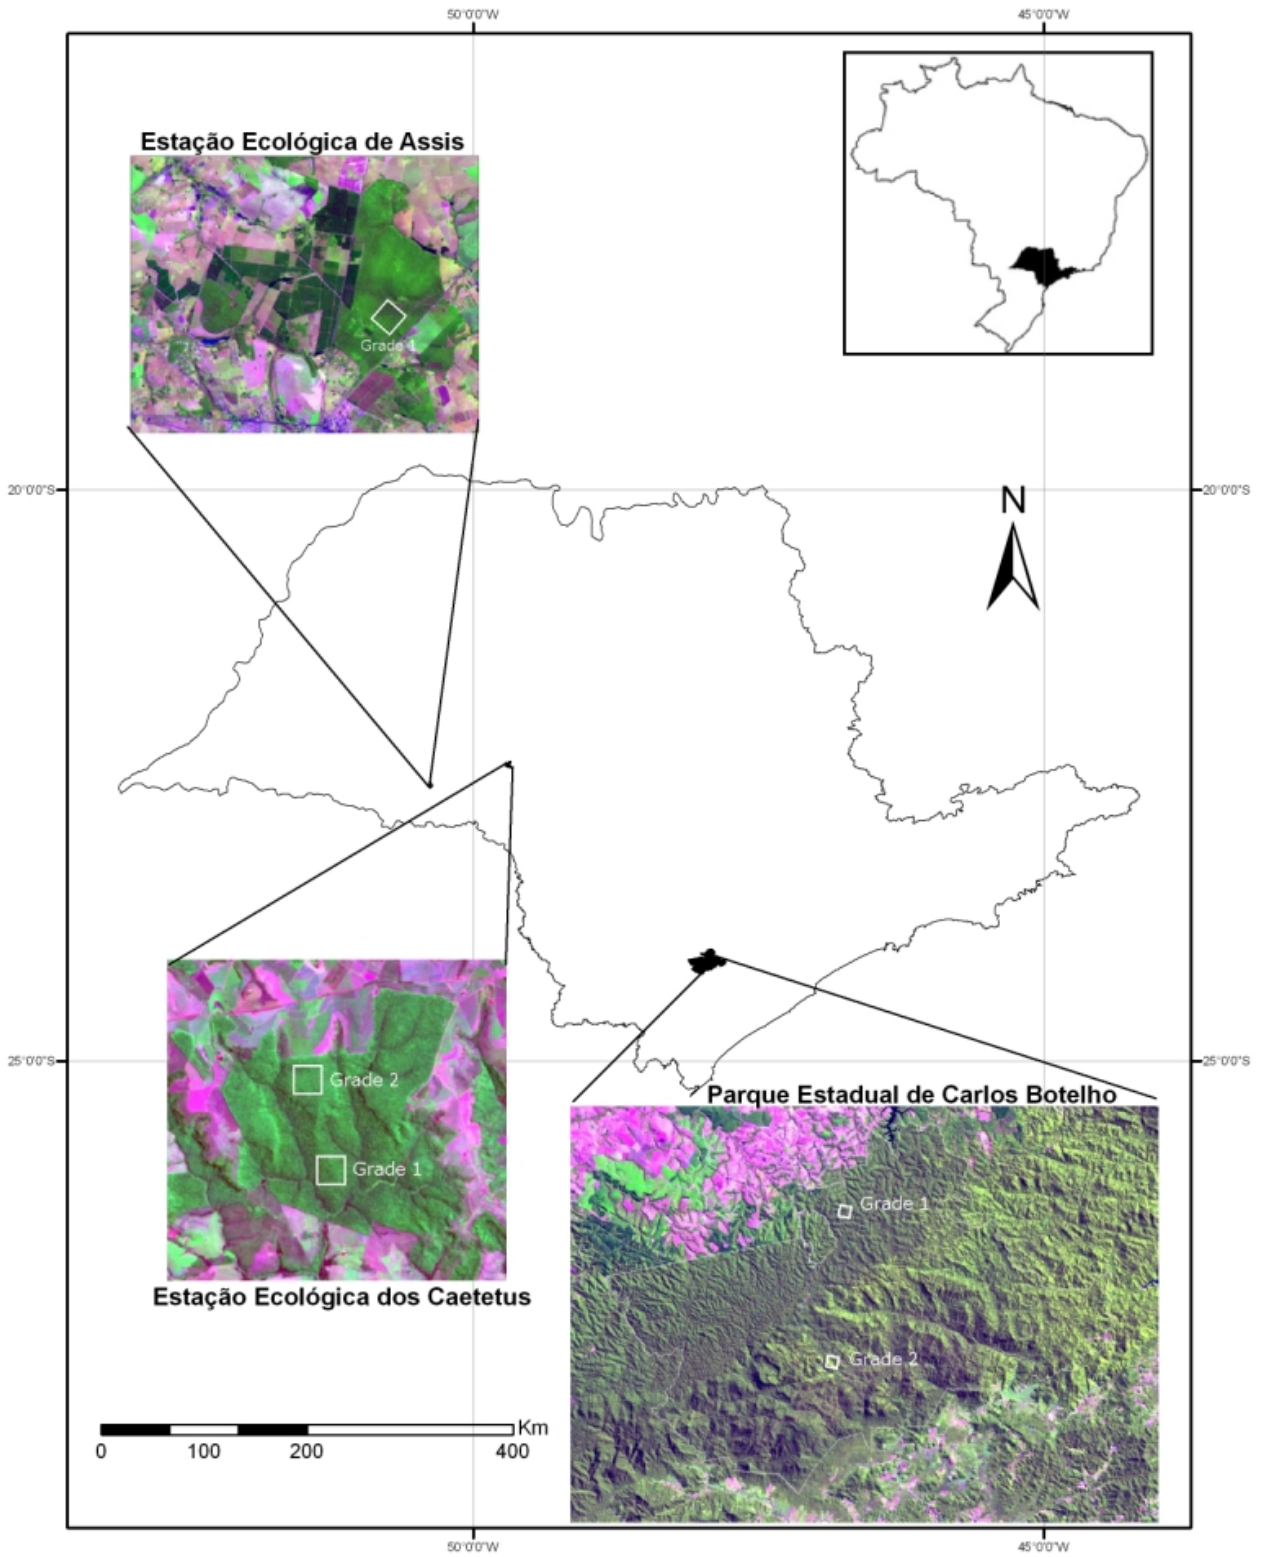 50°0'0"W
45°0'0"W
Estação Ecológica de Assis
Grade 1
20°0'0"S
20°0'0"S
N
Grade 2
Grade 1
25°0'0"S
25°0'0"S
Parque Estadual de Carlos Botelho
Grade 1
Grade 2
Estação Ecológica dos Caetetus
Km
0 100 200 400
50°0'0"W
45°0'0"W